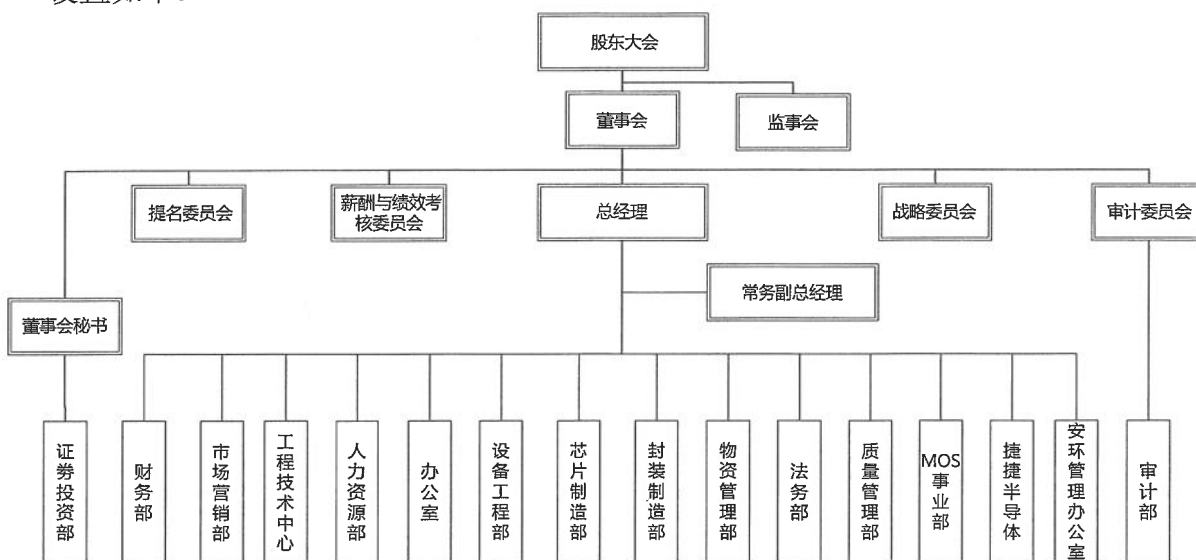 股东大会
董事会
监事会
提名委员会
薪酬与绩效考
核委员会
总经理
战略委员会
审计委员会
常务副总经理
董事会秘书
证券投资部
财务部
市场营销部
工程技术中心
人力资源部
办公室
设备工程部
芯片制造部
封装制造部
物资管理部
法务部
质量管理部
MOS
事业部
捷捷半导体
安环管理办公室
审计部